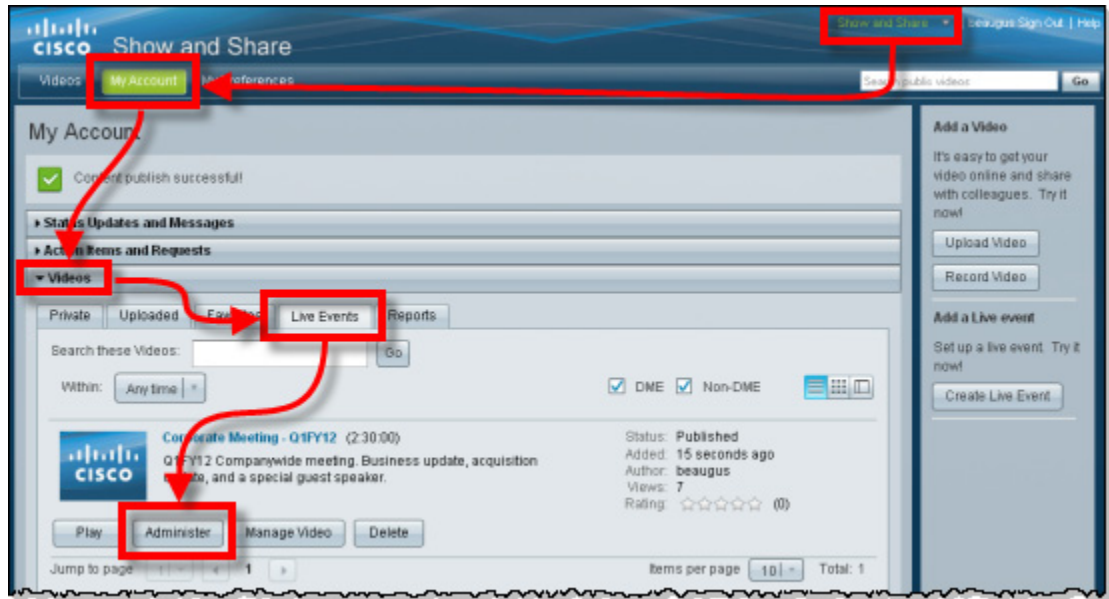 Show and Share
beaugus Sign Out | Help
CISCO Show and Share
Videos My Account My Preferences
Search public videos Go
My Account
Content publish successful!
Status Updates and Messages
Action Items and Requests
Videos
Private Uploaded Favorites Live Events Reports
Search these Videos: Go
Within: Any time
DME Non-DME
CISCO
Corporate Meeting - Q1FY12 (2:30:00)
Q1FY12 Companywide meeting. Business update, acquisition
update, and a special guest speaker.
Status: Published
Added: 15 seconds ago
Author: beaugus
Views: 7
Rating: (0)
Play Administer Manage Video Delete
Jump to page 1 1
Items per page 10 Total: 1
Add a Video
It's easy to get your
video online and share
with colleagues. Try it
now!
Upload Video
Record Video
Add a Live event
Set up a live event. Try it
now!
Create Live Event